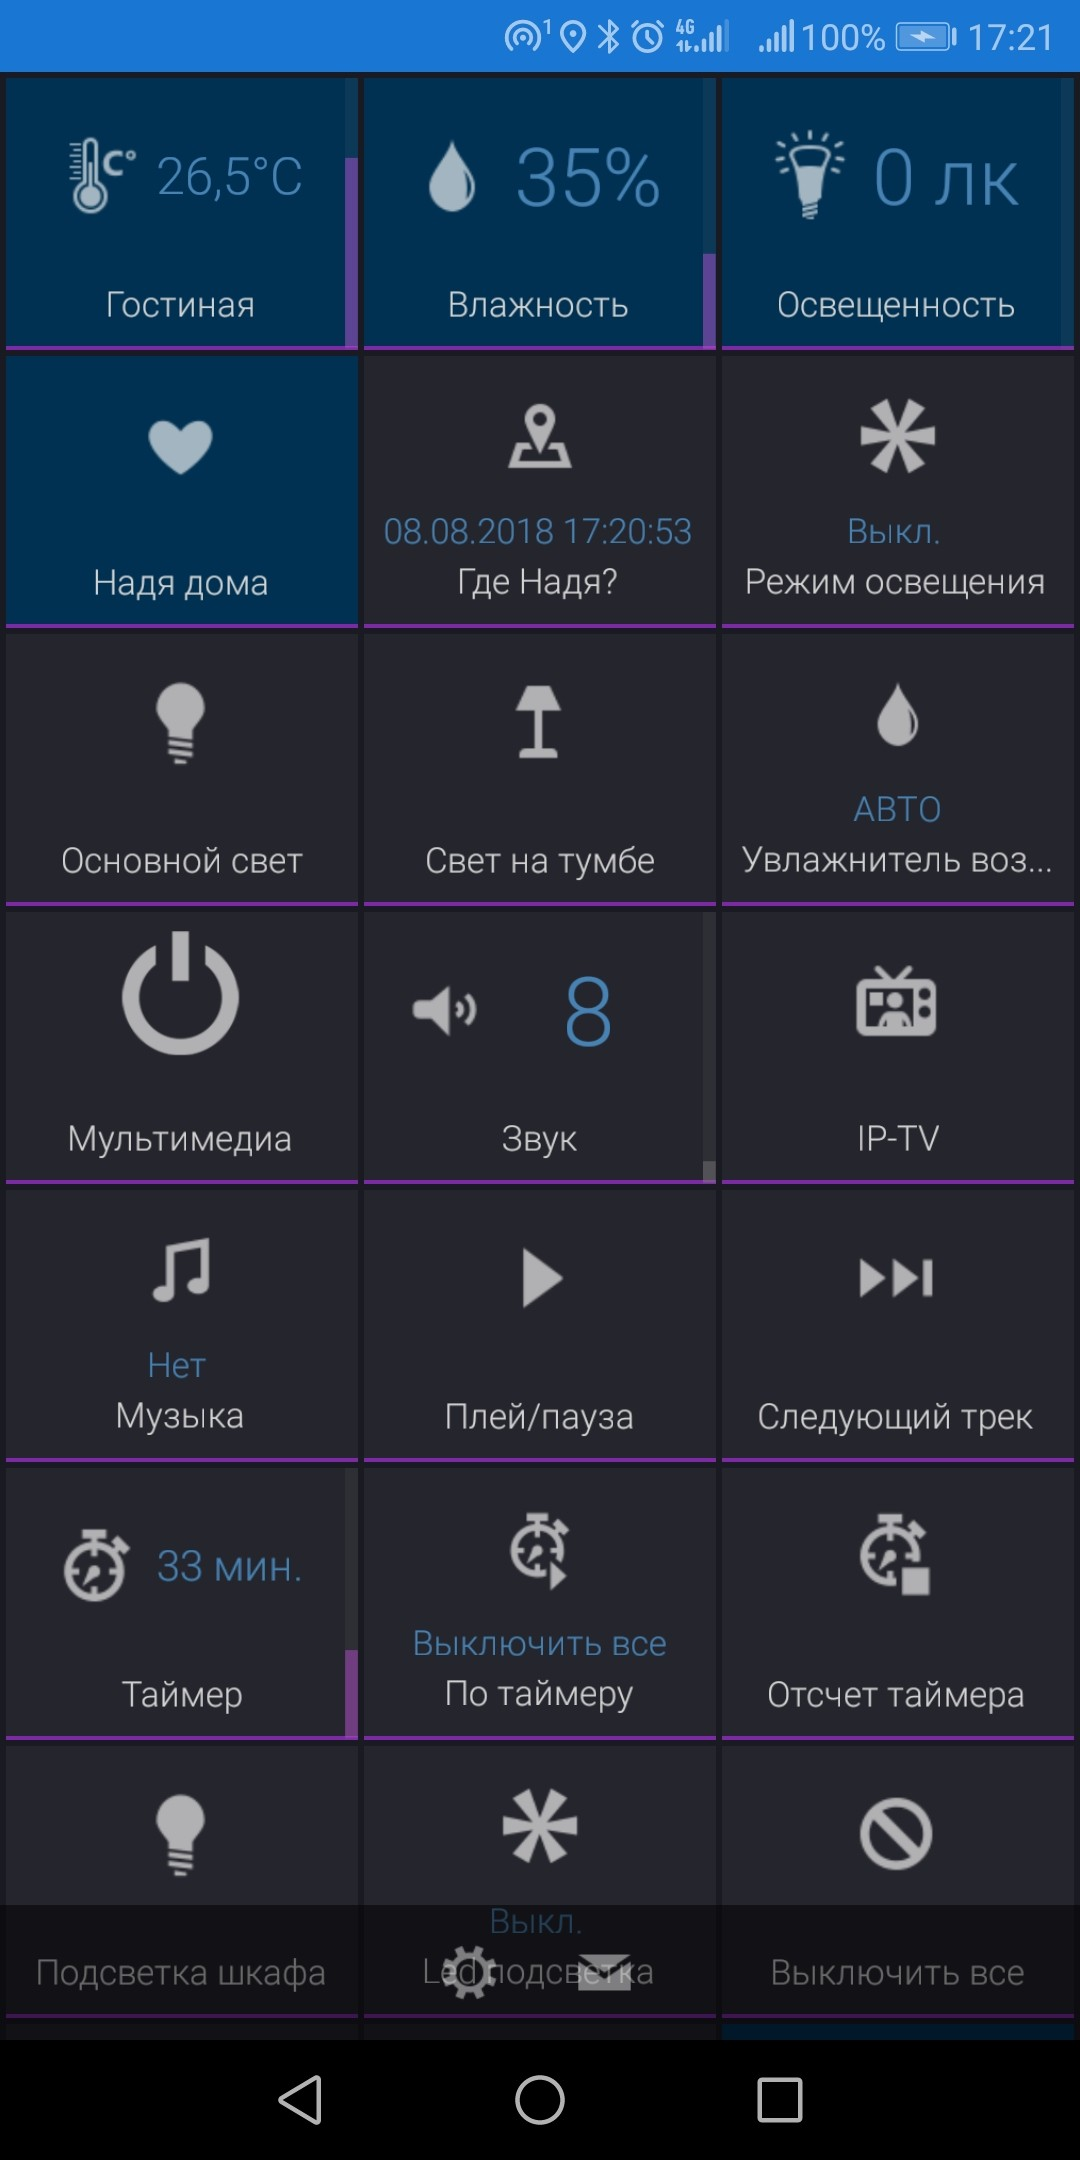 1 4G 100% 17:21
C° 26,5°C 35% 0 лк
Гостиная Влажность Освещенность
08.08.2018 17:20:53 Выкл.
Надя дома Где Надя? Режим освещения
АВТО
Основной свет Свет на тумбе Увлажнитель воз...
8
Мультимедиа Звук IP-TV
Нет
Музыка Плей/пауза Следующий трек
33 мин.
Выключить все
Таймер По таймеру Отсчет таймера
Выкл.
Подсветка шкафа Led подсветка Выключить все